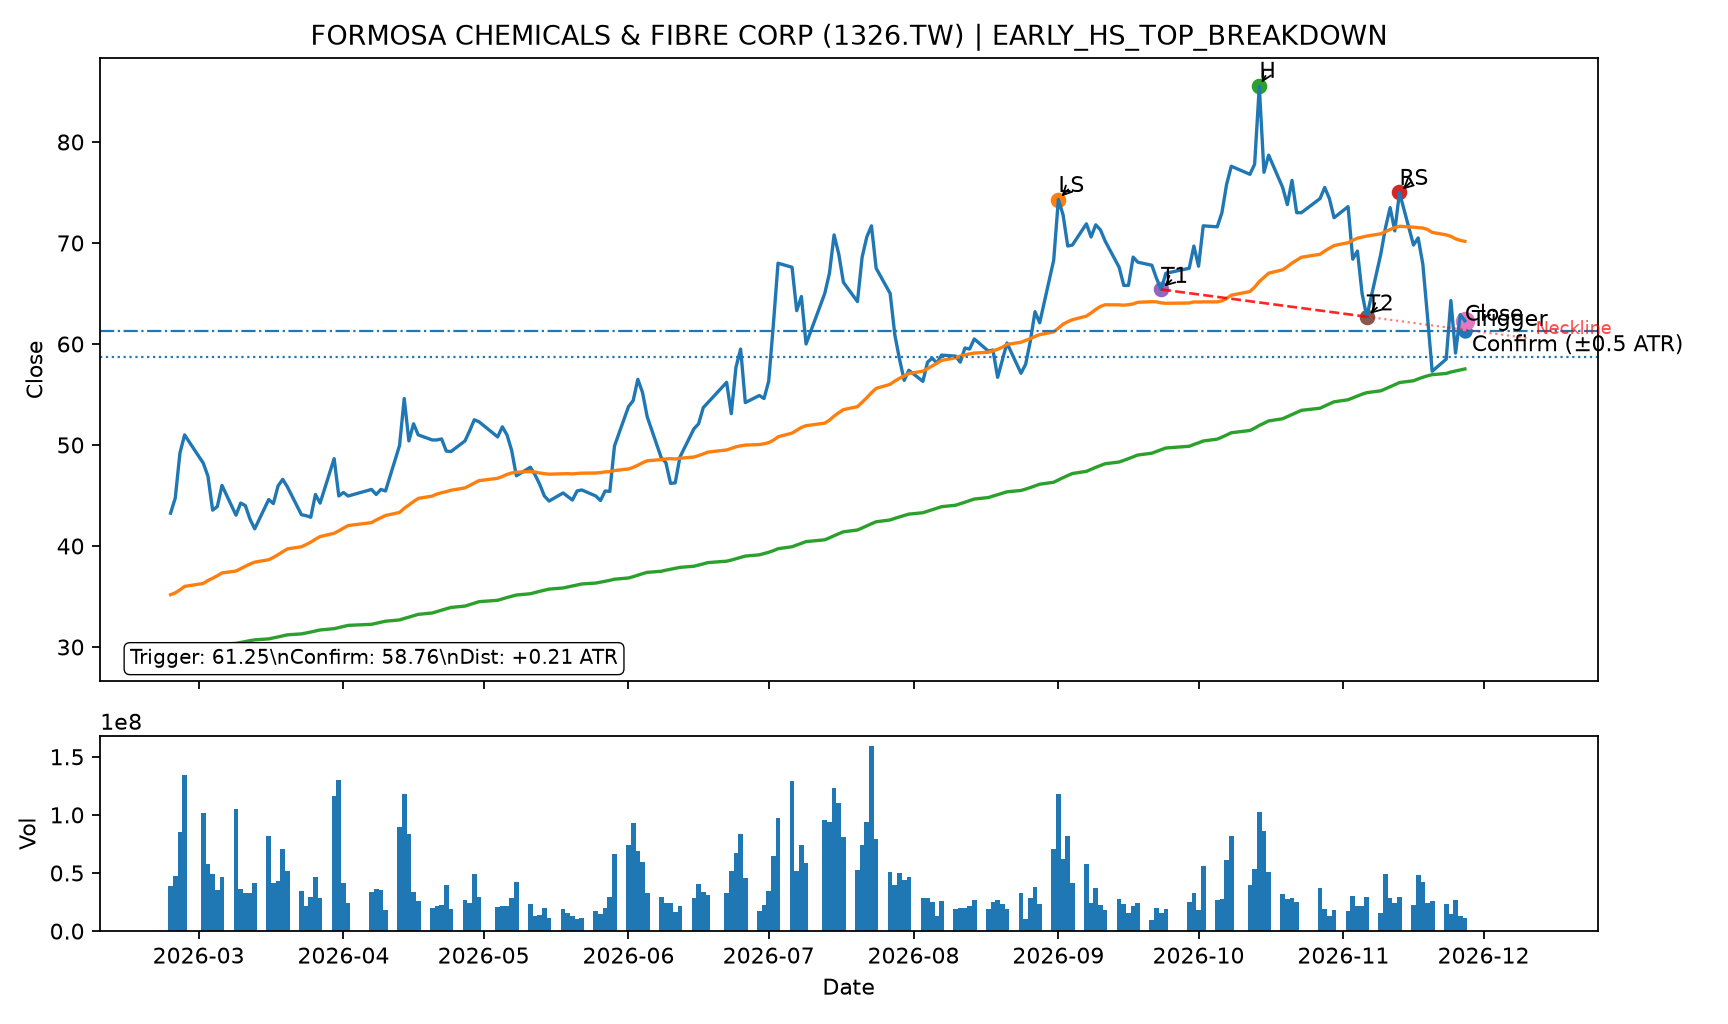 FORMOSA CHEMICALS & FIBRE CORP (1326.TW) | EARLY_HS_TOP_BREAKDOWN
H
80
RS
LS
70
T1
T2
Close
Trigger
Neckline
60
Confirm (±0.5 ATR)
Close
50
40
30
Trigger: 61.25\nConfirm: 58.76\nDist: +0.21 ATR
1e8
1.5
1.0
Vol
0.5
0.0
2026-03 2026-04 2026-05 2026-06 2026-07 2026-08 2026-09 2026-10 2026-11 2026-12
Date